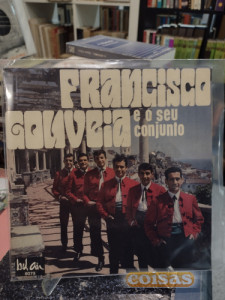 FRANCISCO
GOUVEIA
e o seu
conjunto
coisas